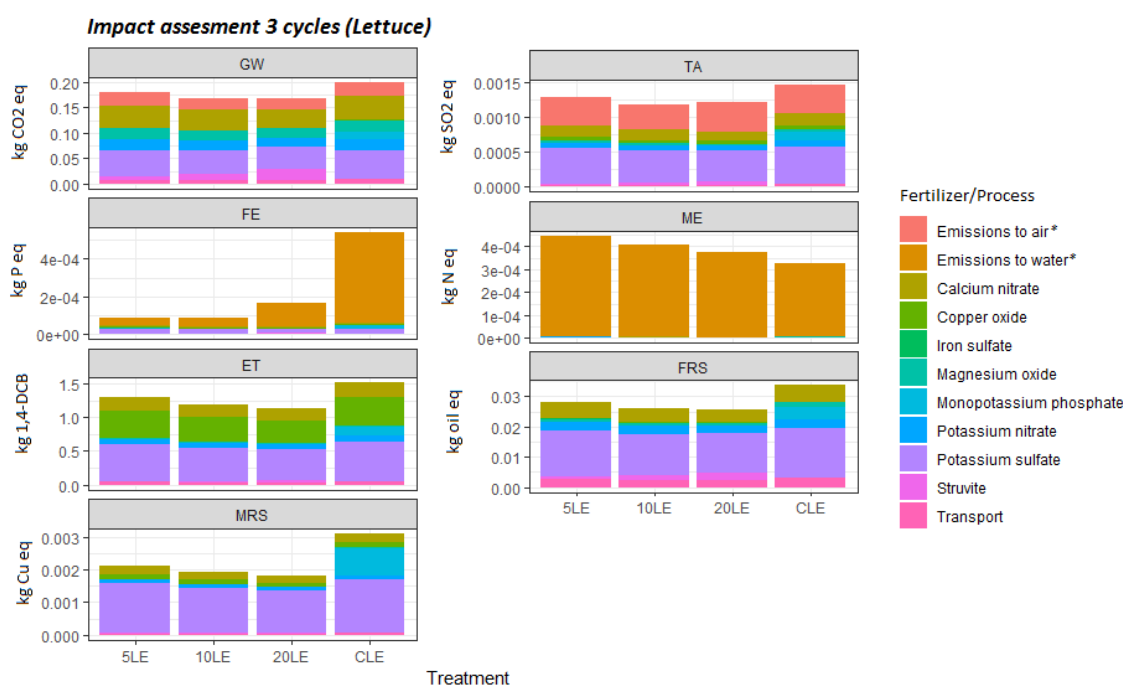 Impact assesment 3 cycles (Lettuce)
GW
kg CO2 eq
0.20
0.15
0.10
0.05
0.00
TA
kg SO2 eq
0.0015
0.0010
0.0005
0.0000
FE
kg P eq
4e-04
2e-04
0e+00
ME
kg N eq
4e-04
3e-04
2e-04
1e-04
0e+00
ET
kg 1,4-DCB
1.5
1.0
0.5
0.0
FRS
kg oil eq
0.03
0.02
0.01
0.00
5LE 10LE 20LE CLE
MRS
kg Cu eq
0.003
0.002
0.001
0.000
5LE 10LE 20LE CLE
Treatment
Fertilizer/Process
Emissions to air*
Emissions to water*
Calcium nitrate
Copper oxide
Iron sulfate
Magnesium oxide
Monopotassium phosphate
Potassium nitrate
Potassium sulfate
Struvite
Transport